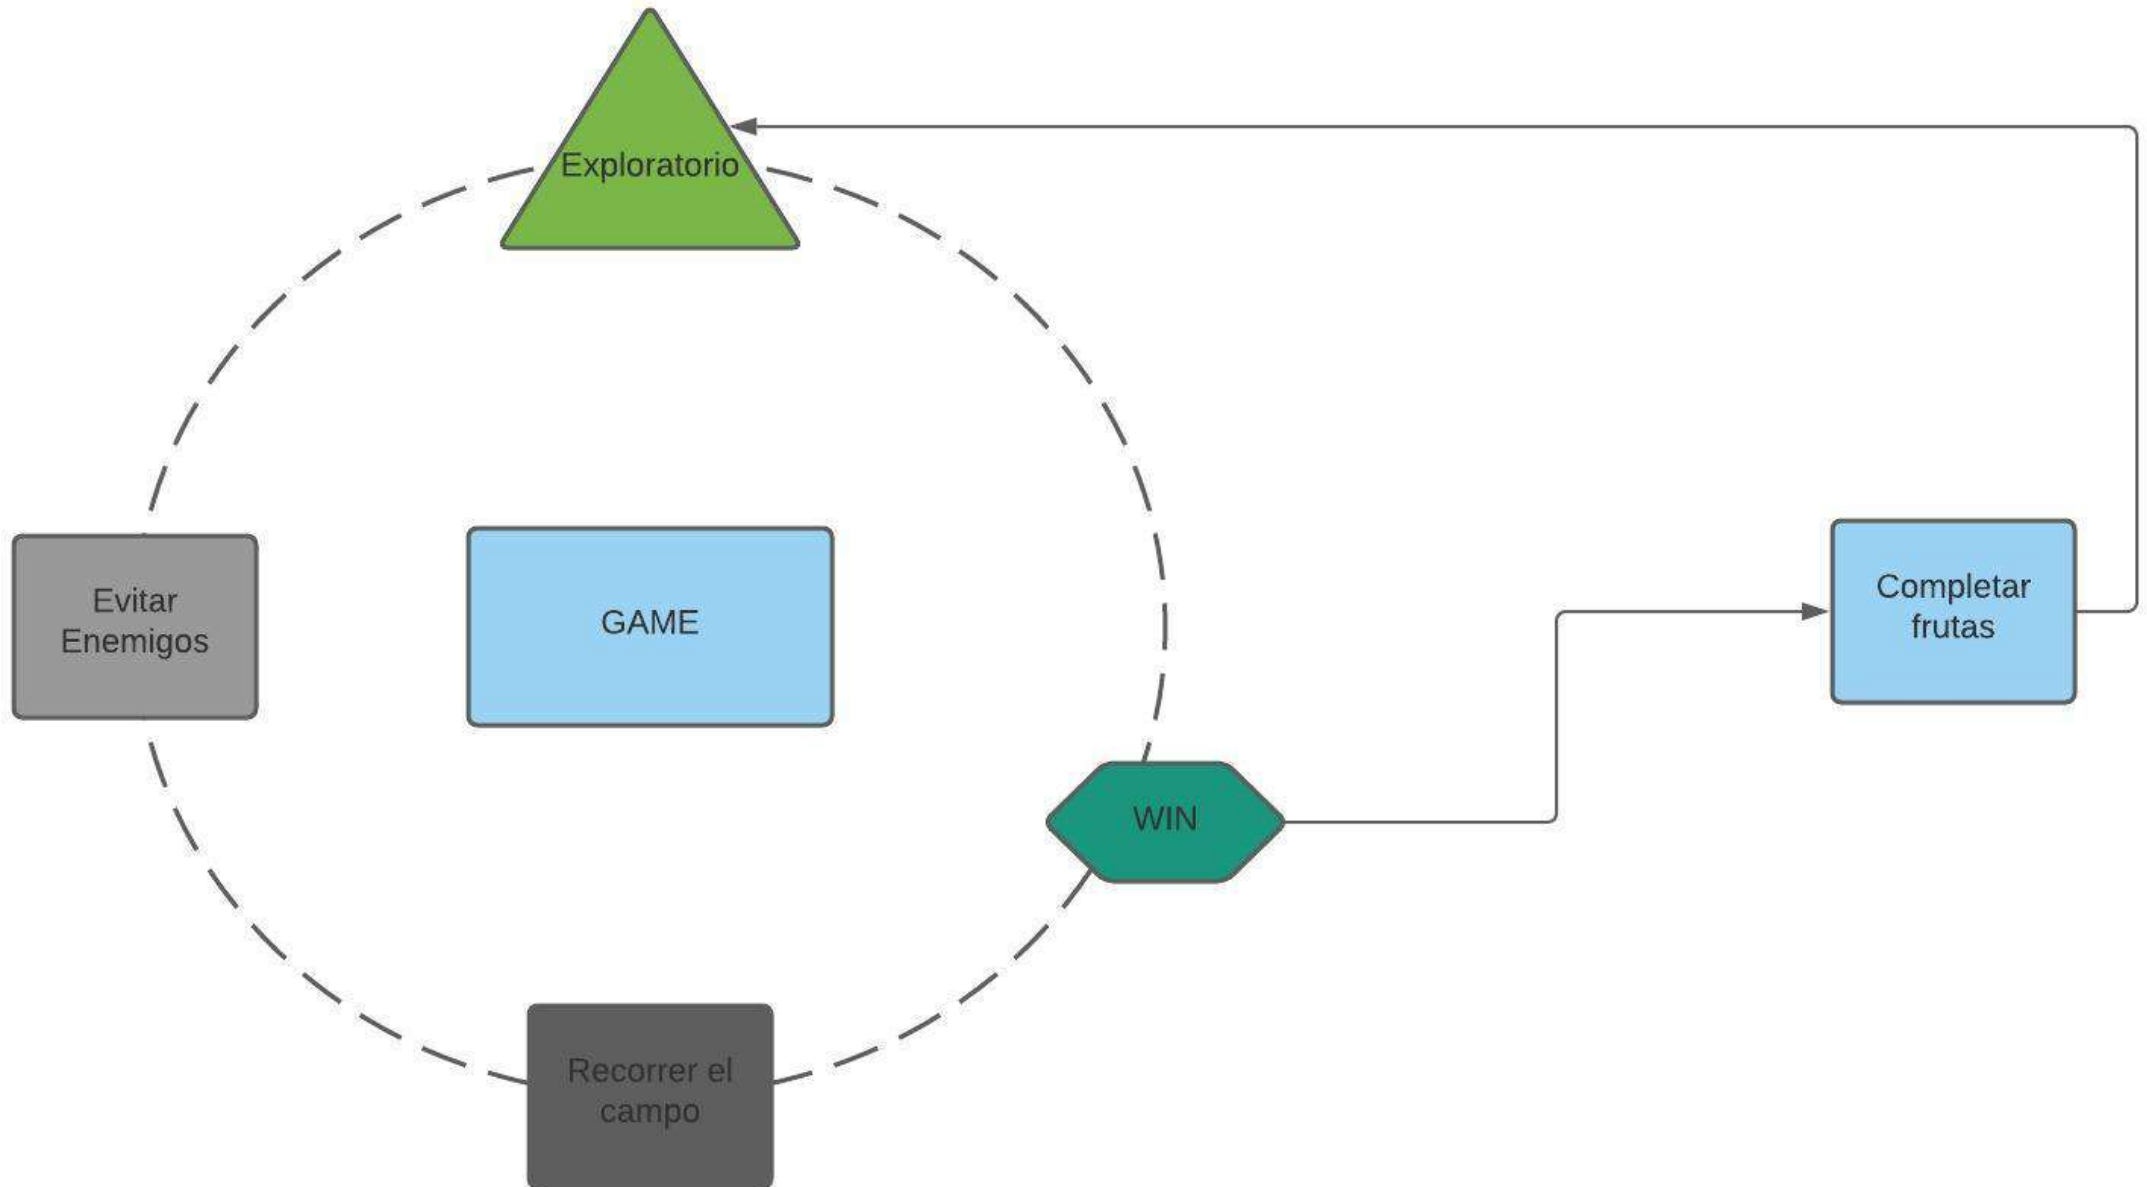 Exploratorio
Evitar
Enemigos
GAME
Completar
frutas
WIN
Recorrer el
campo